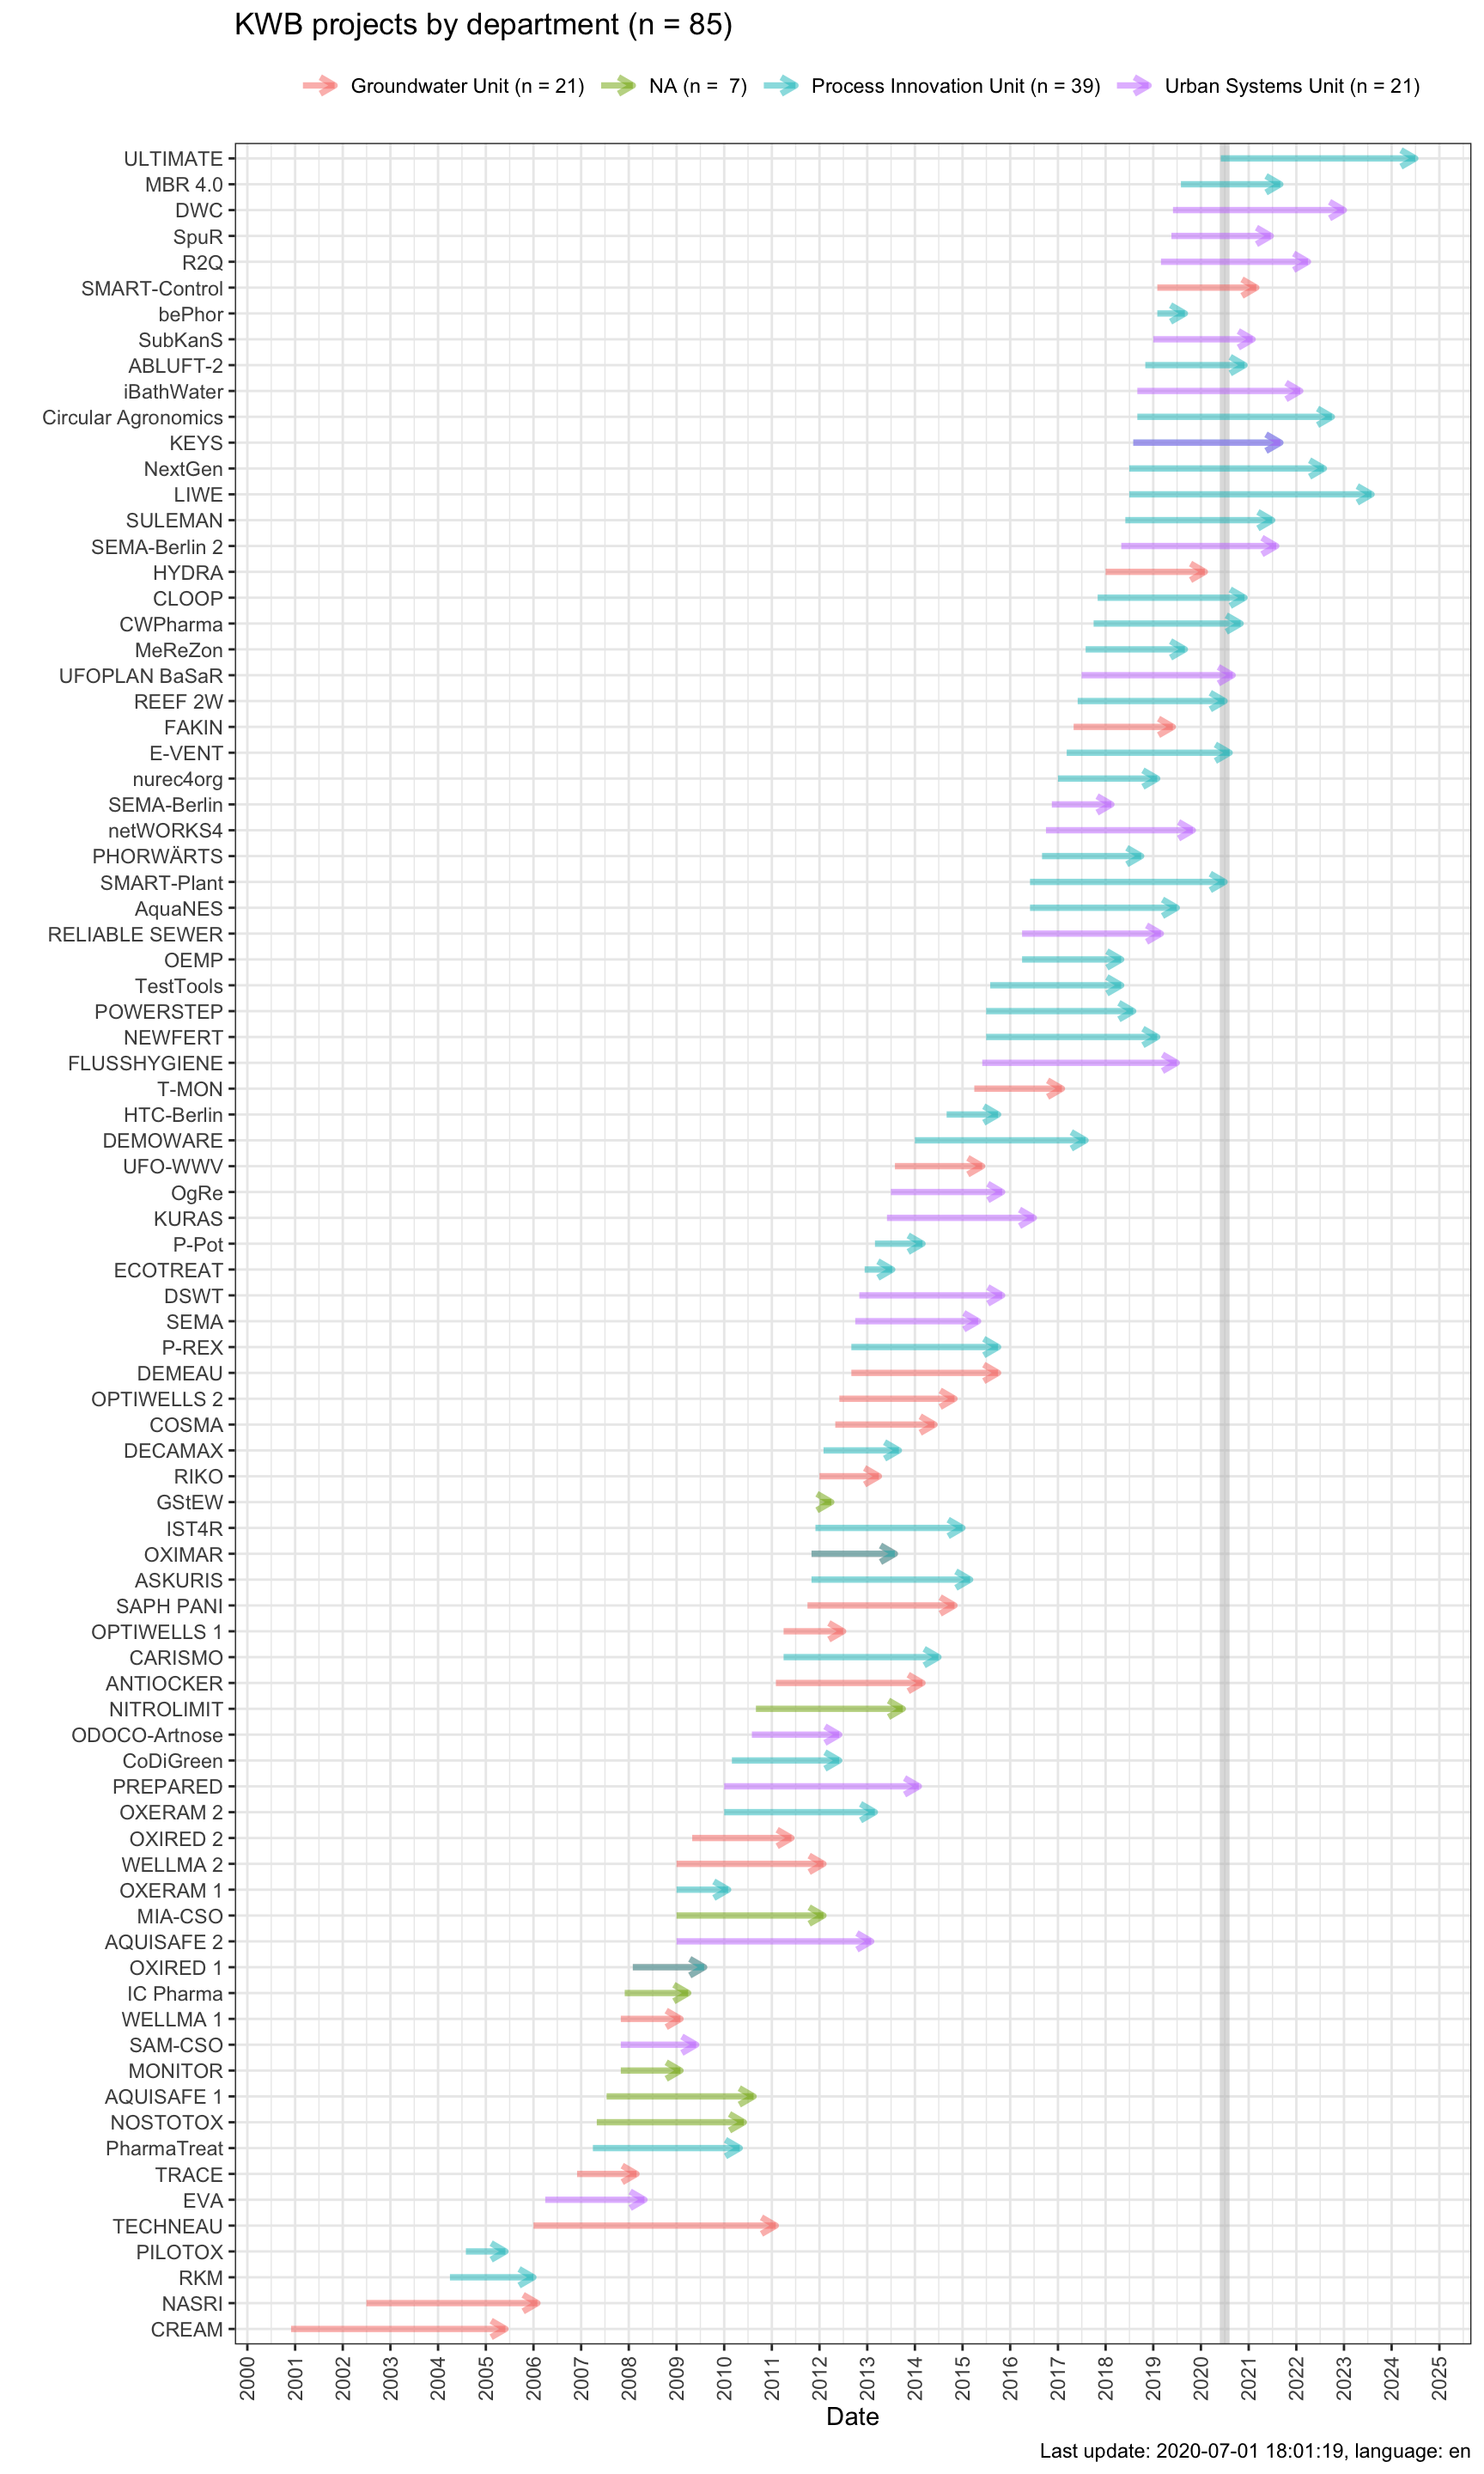 KWB projects by department (n = 85)
Groundwater Unit (n = 21) NA (n =  7) Process Innovation Unit (n = 39) Urban Systems Unit (n = 21)
ULTIMATE
MBR 4.0
DWC
SpuR
R2Q
SMART-Control
bePhor
SubKanS
ABLUFT-2
iBathWater
Circular Agronomics
KEYS
NextGen
LIWE
SULEMAN
SEMA-Berlin 2
HYDRA
CLOOP
CWPharma
MeReZon
UFOPLAN BaSaR
REEF 2W
FAKIN
E-VENT
nurec4org
SEMA-Berlin
netWORKS4
PHORWÄRTS
SMART-Plant
AquaNES
RELIABLE SEWER
OEMP
TestTools
POWERSTEP
NEWFERT
FLUSSHYGIENE
T-MON
HTC-Berlin
DEMOWARE
UFO-WWV
OgRe
KURAS
P-Pot
ECOTREAT
DSWT
SEMA
P-REX
DEMEAU
OPTIWELLS 2
COSMA
DECAMAX
RIKO
GStEW
IST4R
OXIMAR
ASKURIS
SAPH PANI
OPTIWELLS 1
CARISMO
ANTIOCKER
NITROLIMIT
ODOCO-Artnose
CoDiGreen
PREPARED
OXERAM 2
OXIRED 2
WELLMA 2
OXERAM 1
MIA-CSO
AQUISAFE 2
OXIRED 1
IC Pharma
WELLMA 1
SAM-CSO
MONITOR
AQUISAFE 1
NOSTOTOX
PharmaTreat
TRACE
EVA
TECHNEAU
PILOTOX
RKM
NASRI
CREAM
2000 2001 2002 2003 2004 2005 2006 2007 2008 2009 2010 2011 2012 2013 2014 2015 2016 2017 2018 2019 2020 2021 2022 2023 2024 2025
Date
Last update: 2020-07-01 18:01:19, language: en